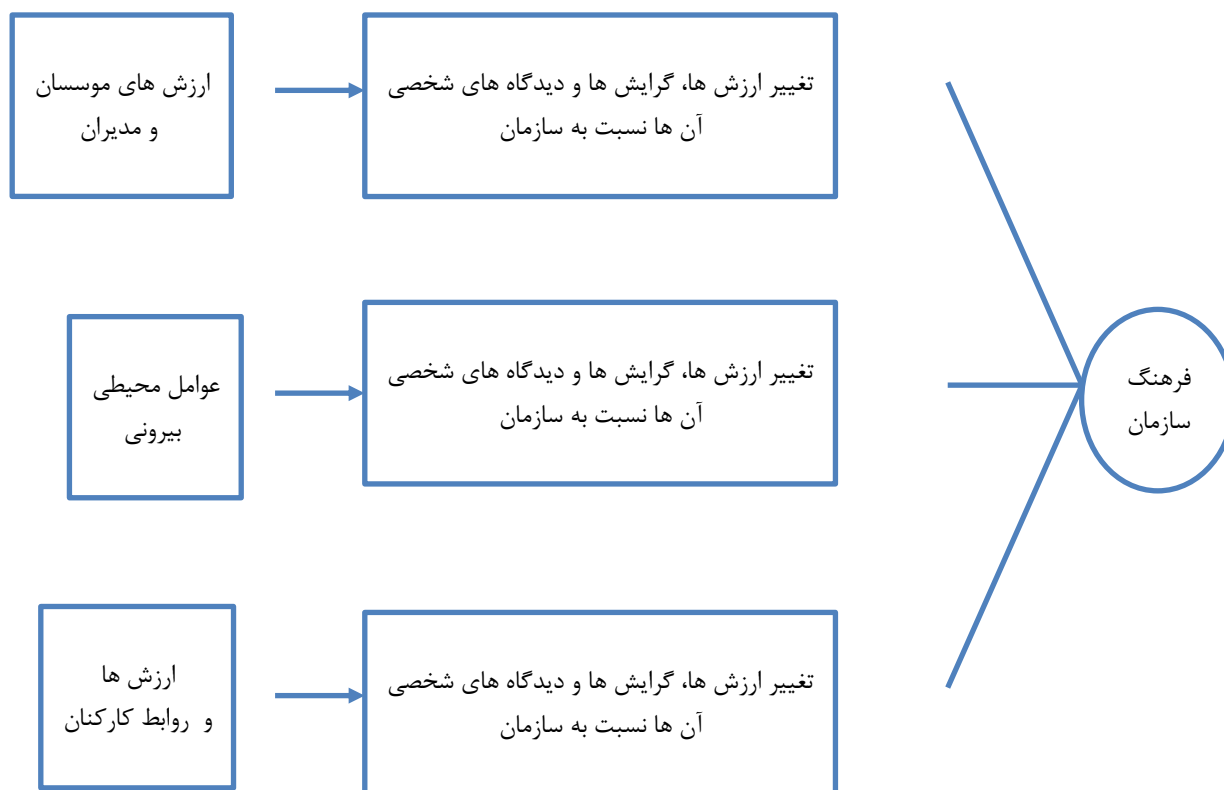 ارزش های موسسان
و مدیران
تغییر ارزش ها، گرایش ها و دیدگاه های شخصی
آن ها نسبت به سازمان
عوامل محیطی
بیرونی
تغییر ارزش ها، گرایش ها و دیدگاه های شخصی
آن ها نسبت به سازمان
فرهنگ
سازمان
ارزش ها
و روابط کارکنان
تغییر ارزش ها، گرایش ها و دیدگاه های شخصی
آن ها نسبت به سازمان